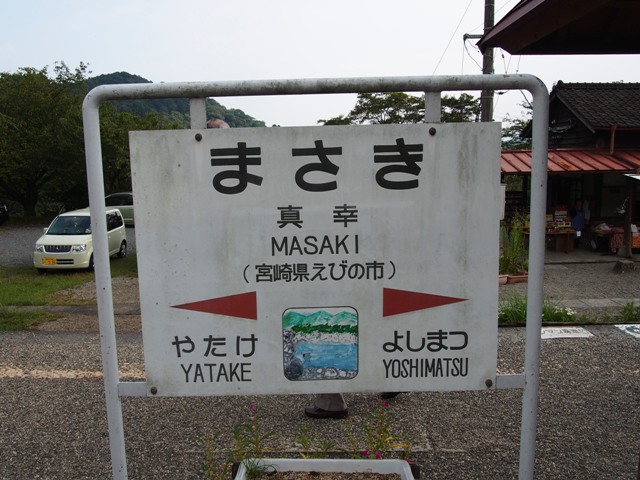 まさき
真幸
MASAKI
(宮崎県えびの市)
やたけ よしまつ
YATAKE YOSHIMATSU